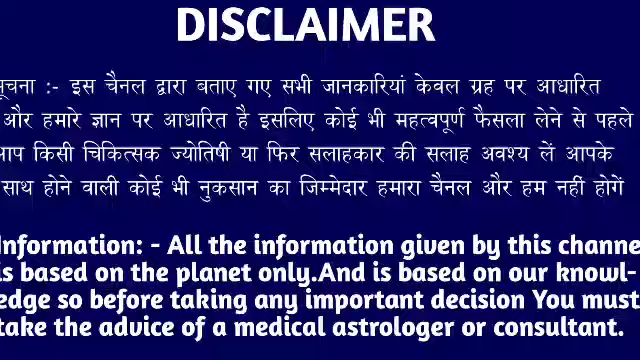 DISCLAIMER
सूचना :- इस चैनल द्वारा बताए गए सभी जानकारियां केवल ग्रह पर आधारित
और हमारे ज्ञान पर आधारित है इसलिए कोई भी महत्वपूर्ण फैसला लेने से पहले
आप किसी चिकित्सक ज्योतिषी या फिर सलाहकार की सलाह अवश्य लें आपके
साथ होने वाली कोई भी नुकसान का जिम्मेदार हमारा चैनल और हम नहीं होगें
Information: - All the information given by this channe
is based on the planet only.And is based on our knowl-
edge so before taking any important decision You must
take the advice of a medical astrologer or consultant.